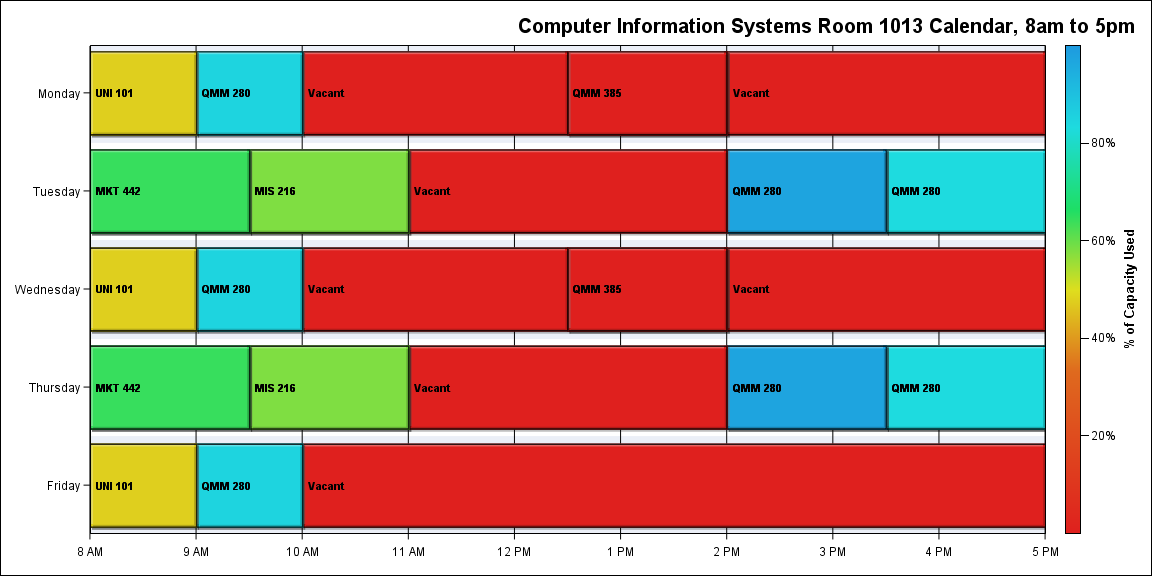 Computer Information Systems Room 1013 Calendar, 8am to 5pm
Monday
UNI 101
QMM 280
Vacant
QMM 385
Vacant
Tuesday
MKT 442
MIS 216
Vacant
QMM 280
QMM 280
Wednesday
UNI 101
QMM 280
Vacant
QMM 385
Vacant
Thursday
MKT 442
MIS 216
Vacant
QMM 280
QMM 280
Friday
UNI 101
QMM 280
Vacant
8 AM
9 AM
10 AM
11 AM
12 PM
1 PM
2 PM
3 PM
4 PM
5 PM
80%
60%
40%
20%
% of Capacity Used